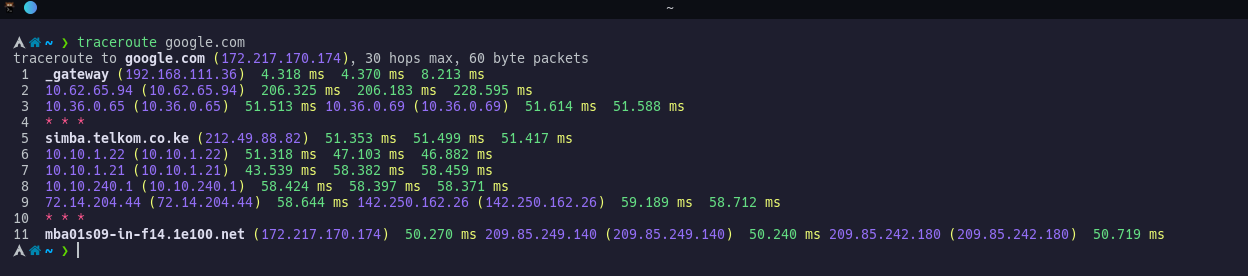 ~
~ ❯ traceroute google.com
traceroute to google.com (172.217.170.174), 30 hops max, 60 byte packets
1 _gateway (192.168.111.36) 4.318 ms 4.370 ms 8.213 ms
2 10.62.65.94 (10.62.65.94) 206.325 ms 206.183 ms 228.595 ms
3 10.36.0.65 (10.36.0.65) 51.513 ms 10.36.0.69 (10.36.0.69) 51.614 ms 51.588 ms
4 * * *
5 simba.telkom.co.ke (212.49.88.82) 51.353 ms 51.499 ms 51.417 ms
6 10.10.1.22 (10.10.1.22) 51.318 ms 47.103 ms 46.882 ms
7 10.10.1.21 (10.10.1.21) 43.539 ms 58.382 ms 58.459 ms
8 10.10.240.1 (10.10.240.1) 58.424 ms 58.397 ms 58.371 ms
9 72.14.204.44 (72.14.204.44) 58.644 ms 142.250.162.26 (142.250.162.26) 59.189 ms 58.712 ms
10 * * *
11 mba01s09-in-f14.1e100.net (172.217.170.174) 50.270 ms 209.85.249.140 (209.85.249.140) 50.240 ms 209.85.242.180 (209.85.242.180) 50.719 ms
~ ❯